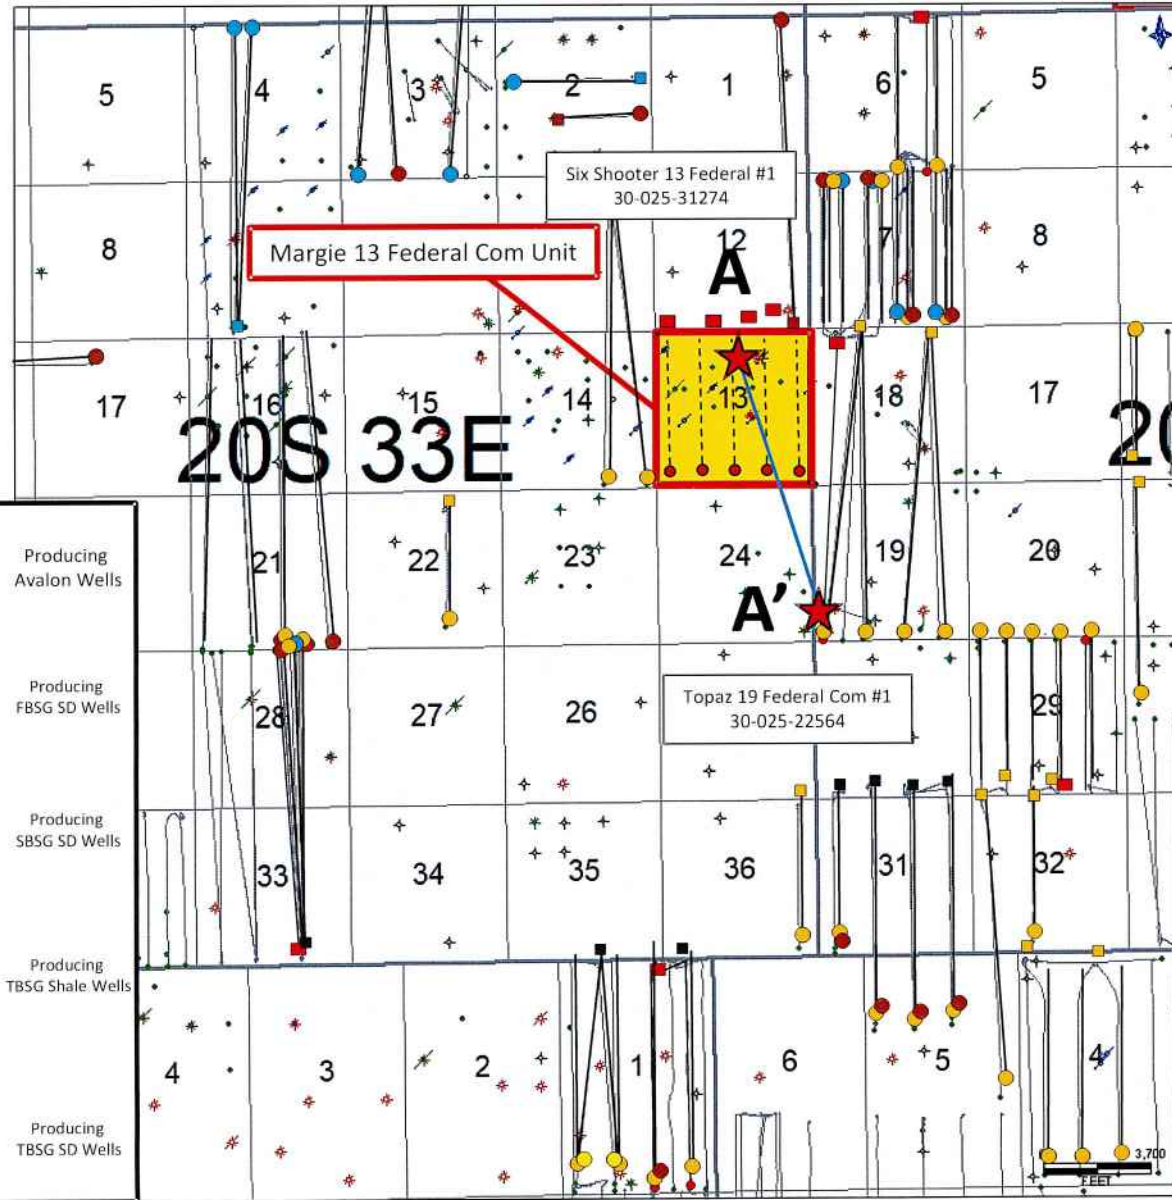 5 4 3 2 1 6 5
Six Shooter 13 Federal #1
30-025-31274
8 12 7 8
Margie 13 Federal Com Unit
A
17 16 15 14 13 18 17
20S 33E
20
21 22 23 24 19 20
A'
Producing
Avalon Wells
Producing
FBSG SD Wells
28 27 26 29
Topaz 19 Federal Com #1
30-025-22564
Producing
SBSG SD Wells
33 34 35 36 31 32
Producing
TBSG Shale Wells
4 3 2 1 6 5 4
Producing
TBSG SD Wells
3,700
FEET